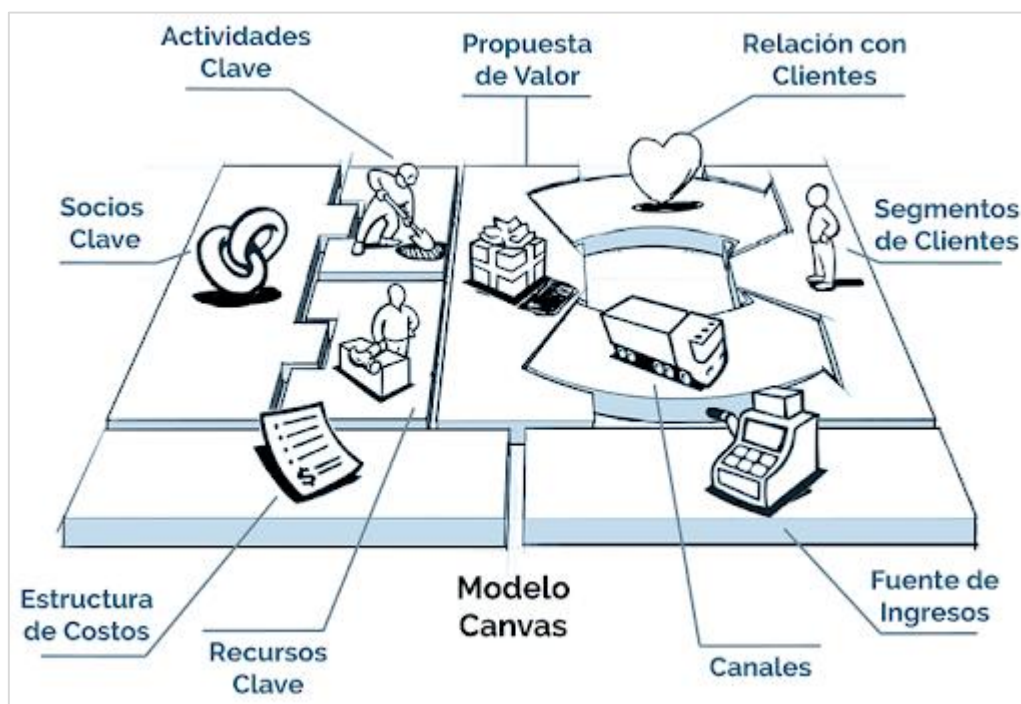 Actividades
Clave
Propuesta
de Valor
Relación con
Clientes
Socios
Clave
Segmentos
de Clientes
$
Estructura
de Costos
Recursos
Clave
Modelo
Canvas
Canales
Fuente de
Ingresos